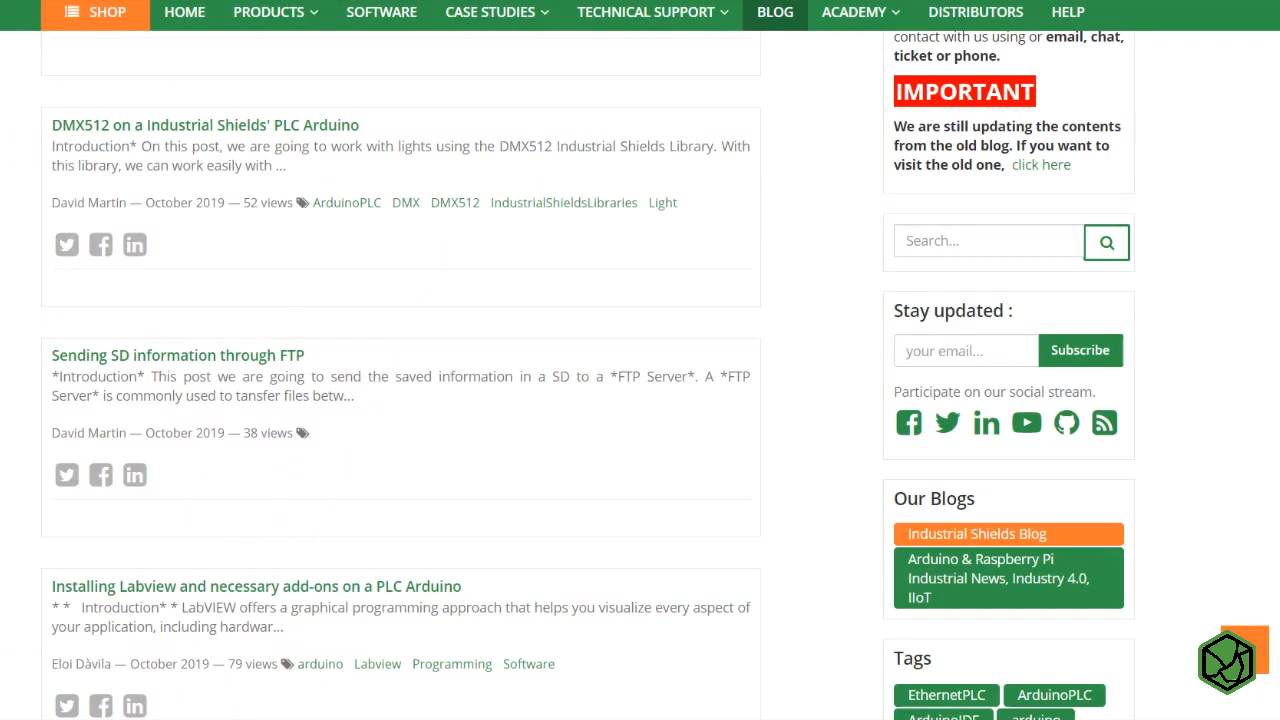 SHOP HOME PRODUCTS SOFTWARE CASE STUDIES TECHNICAL SUPPORT BLOG ACADEMY DISTRIBUTORS HELP
DMX512 on a Industrial Shields' PLC Arduino
Introduction* On this post, we are going to work with lights using the DMX512 Industrial Shields Library. With
this library, we can work easily with ...
David Martin — October 2019 — 52 views ArduinoPLC DMX DMX512 IndustrialShieldsLibraries Light
Sending SD information through FTP
*Introduction* This post we are going to send the saved information in a SD to a *FTP Server*. A *FTP
Server* is commonly used to tansfer files betw...
David Martin — October 2019 — 38 views
Installing Labview and necessary add-ons on a PLC Arduino
* * Introduction* * LabVIEW offers a graphical programming approach that helps you visualize every aspect of
your application, including hardwar...
Eloi Dàvila — October 2019 — 79 views arduino Labview Programming Software
contact with us using or email, chat,
ticket or phone.
IMPORTANT
We are still updating the contents
from the old blog. If you want to
visit the old one, click here
Search...
Stay updated :
your email... Subscribe
Participate on our social stream.
Our Blogs
Industrial Shields Blog
Arduino & Raspberry Pi
Industrial News, Industry 4.0,
IIoT
Tags
EthernetPLC ArduinoPLC
ArduinoIDE arduino